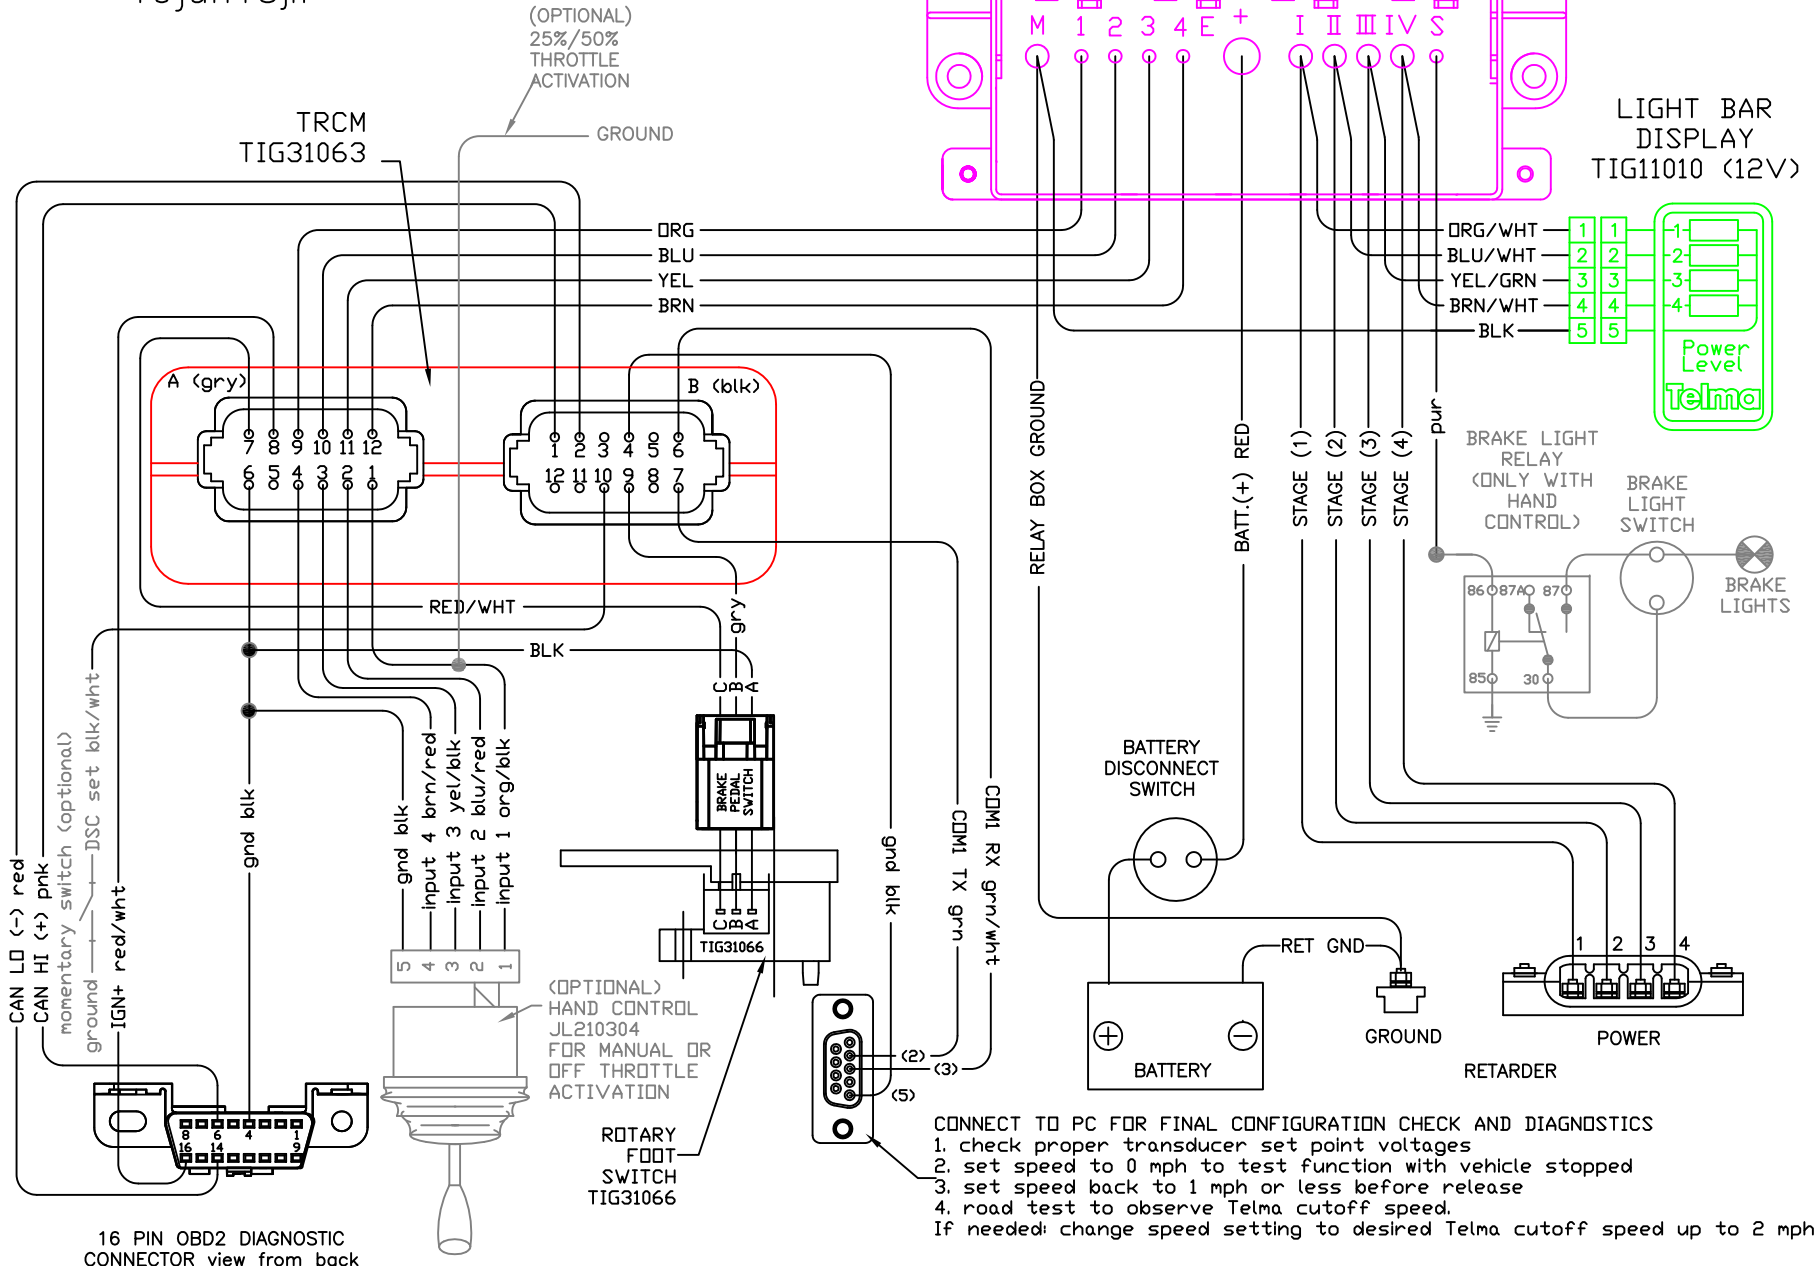 (OPTIONAL)
25%/50%
THROTTLE
ACTIVATION
GROUND
TRCM
TIG31063
M 1 2 3 4 E + I II III IV S
LIGHT BAR
DISPLAY
TIG11010 (12V)
ORG
BLU
YEL
BRN
ORG/WHT
BLU/WHT
YEL/GRN
BRN/WHT
BLK
1 1 1
2 2 2
3 3 3
4 4 4
5 5
Power
Level
Telma
A (gry)
B (blk)
7 8 9 10 11 12
6 5 4 3 2 1
1 2 3 4 5 6
12 11 10 9 8 7
RELAY BOX GROUND
BATT.(+) RED
STAGE (1)
STAGE (2)
STAGE (3)
STAGE (4)
pur
BRAKE LIGHT
RELAY
(ONLY WITH
HAND
CONTROL)
BRAKE
LIGHT
SWITCH
BRAKE
LIGHTS
86 87A 87
85 30
RED/WHT
BLK
gry
C B A
BRAKE
PEDAL
SWITCH
C B A
TIG31066
CAN LO (-) red
CAN HI (+) pnk
momentary switch (optional)
ground
DSC set blk/wht
IGN+ red/wht
gnd blk
gnd blk
input 4 brn/red
input 3 yel/blk
input 2 blu/red
input 1 org/blk
5 4 3 2 1
(OPTIONAL)
HAND CONTROL
JL210304
FOR MANUAL OR
OFF THROTTLE
ACTIVATION
gnd blk
COM1 TX grn
COM1 RX grn/wht
(2)
(3)
(5)
ROTARY
FOOT
SWITCH
TIG31066
BATTERY
DISCONNECT
SWITCH
RET GND
+ -
BATTERY
GROUND
1 2 3 4
POWER
RETARDER
8 6 4 1
16 14 9
16 PIN OBD2 DIAGNOSTIC
CONNECTOR view from back
CONNECT TO PC FOR FINAL CONFIGURATION CHECK AND DIAGNOSTICS
1. check proper transducer set point voltages
2. set speed to 0 mph to test function with vehicle stopped
3. set speed back to 1 mph or less before release
4. road test to observe Telma cutoff speed.
If needed: change speed setting to desired Telma cutoff speed up to 2 mph